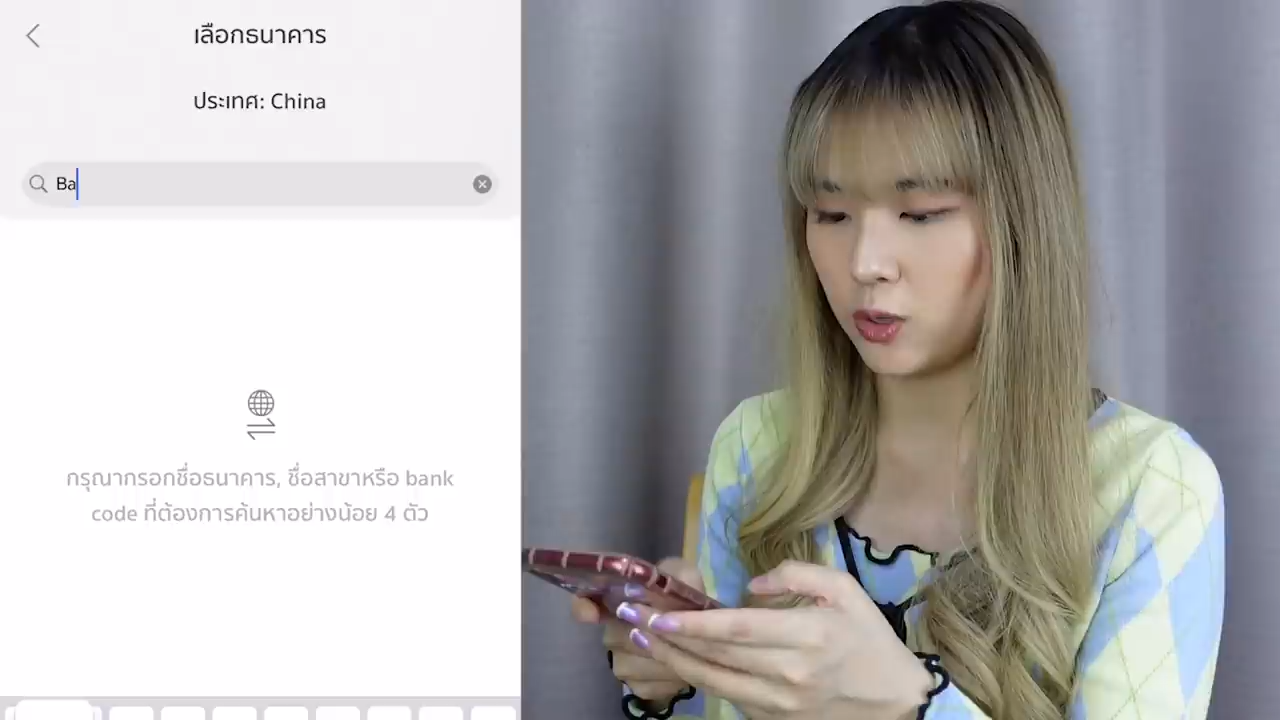 เลือกธนาคาร
ประเทศ: China
Ba
กรุณากรอกชื่อธนาคาร, ชื่อสาขาหรือ bank
code ที่ต้องการค้นหาอย่างน้อย 4 ตัว